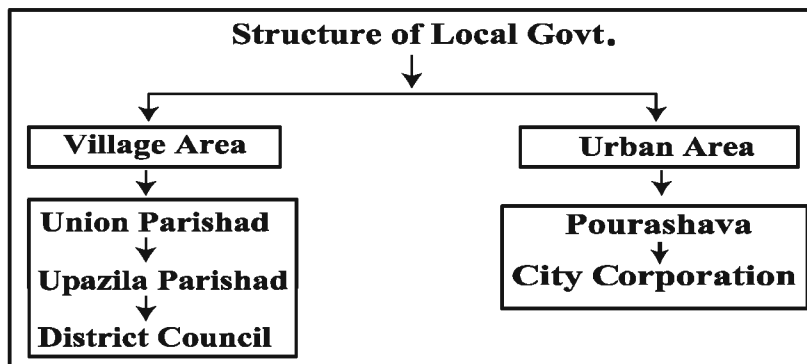 Structure of Local Govt.
Village Area
Urban Area
Union Parishad
Upazila Parishad
District Council
Pourashava
City Corporation